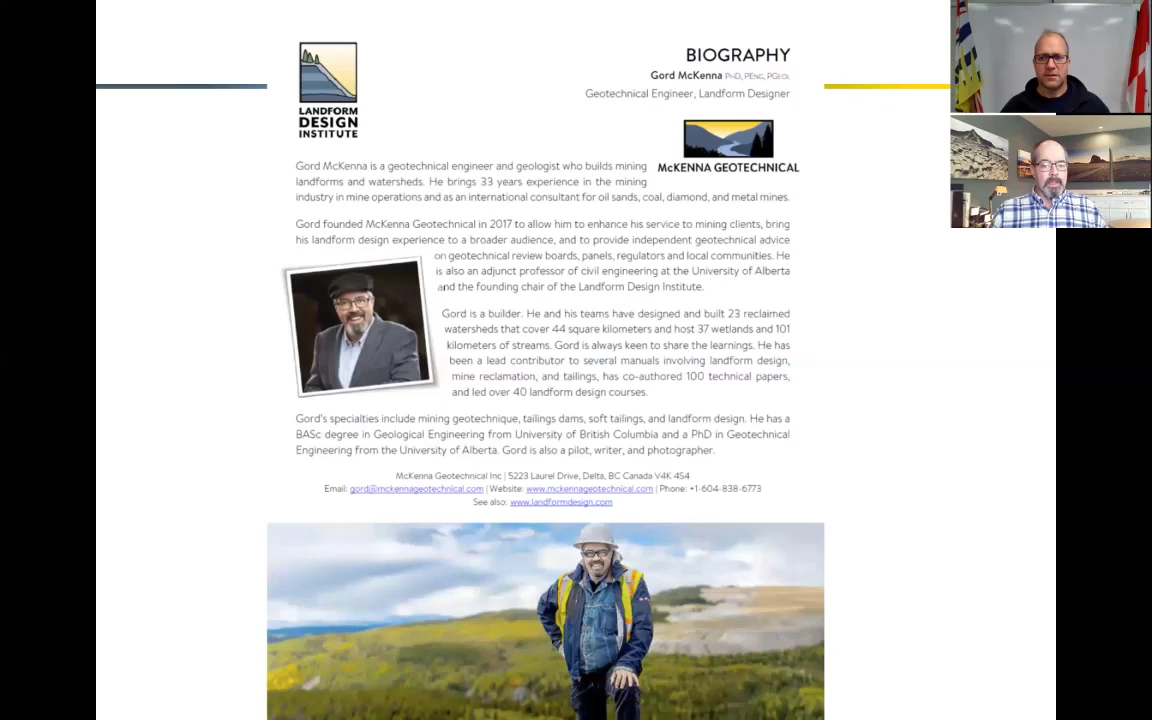 LANDFORM
DESIGN
INSTITUTE
BIOGRAPHY
Gord McKenna PHD, PENG, PGEOL
Geotechnical Engineer, Landform Designer
McKENNA GEOTECHNICAL
Gord McKenna is a geotechnical engineer and geologist who builds mining
landforms and watersheds. He brings 33 years experience in the mining
industry in mine operations and as an international consultant for oil sands, coal, diamond, and metal mines.
Gord founded McKenna Geotechnical in 2017 to allow him to enhance his service to mining clients, bring
his landform design experience to a broader audience, and to provide independent geotechnical advice
on geotechnical review boards, panels, regulators and local communities. He
is also an adjunct professor of civil engineering at the University of Alberta
and the founding chair of the Landform Design Institute.
Gord is a builder. He and his teams have designed and built 23 reclaimed
watersheds that cover 44 square kilometers and host 37 wetlands and 101
kilometers of streams. Gord is always keen to share the learnings. He has
been a lead contributor to several manuals involving landform design,
mine reclamation, and tailings, has co-authored 100 technical papers,
and led over 40 landform design courses.
Gord's specialties include mining geotechnique, tailings dams, soft tailings, and landform design. He has a
BASc degree in Geological Engineering from University of British Columbia and a PhD in Geotechnical
Engineering from the University of Alberta. Gord is also a pilot, writer, and photographer.
McKenna Geotechnical Inc | 5223 Laurel Drive, Delta, BC Canada V4K 4S4
Email: gord@mckennageotechnical.com | Website: www.mckennageotechnical.com | Phone: +1-604-838-6773
See also: www.landformdesign.com